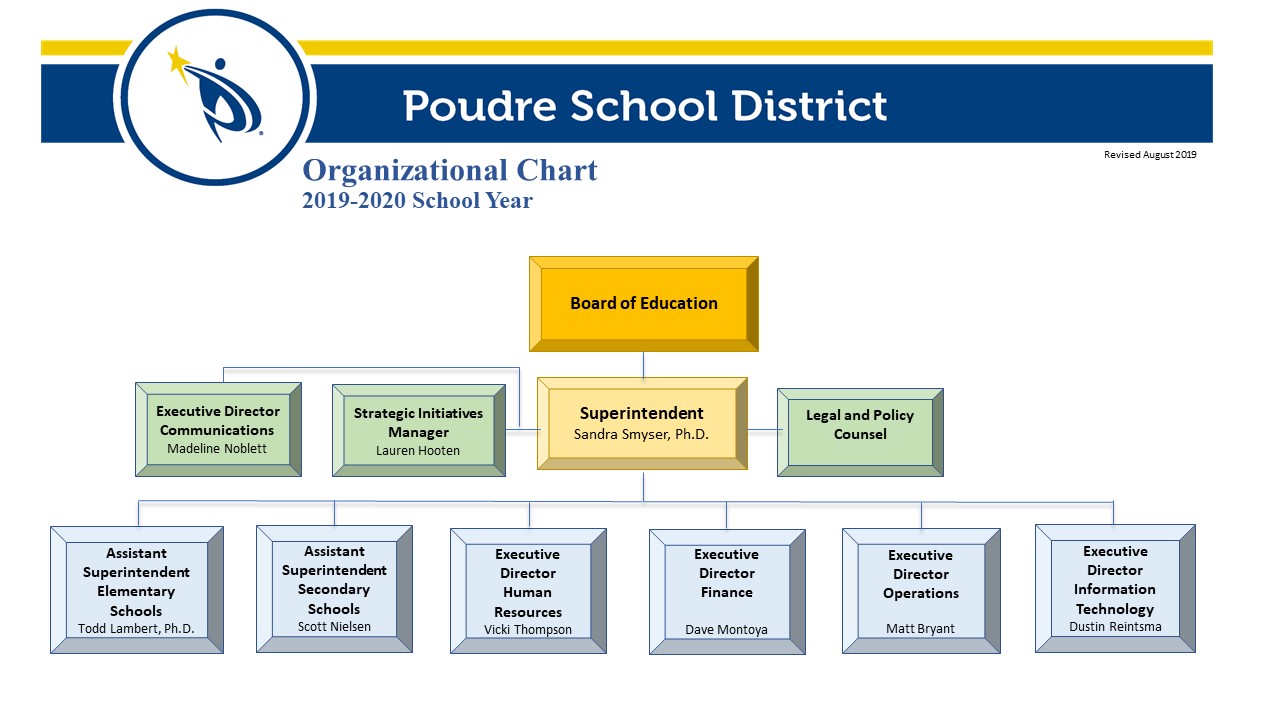 Poudre School District
Revised August 2019
Organizational Chart
2019-2020 School Year
Board of Education
Executive Director
Communications
Madeline Noblett
Strategic Initiatives
Manager
Lauren Hooten
Superintendent
Sandra Smyser, Ph.D.
Legal and Policy
Counsel
Assistant
Superintendent
Elementary
Schools
Todd Lambert, Ph.D.
Assistant
Superintendent
Secondary
Schools
Scott Nielsen
Executive
Director
Human
Resources
Vicki Thompson
Executive
Director
Finance
Dave Montoya
Executive
Director
Operations
Matt Bryant
Executive
Director
Information
Technology
Dustin Reintsma